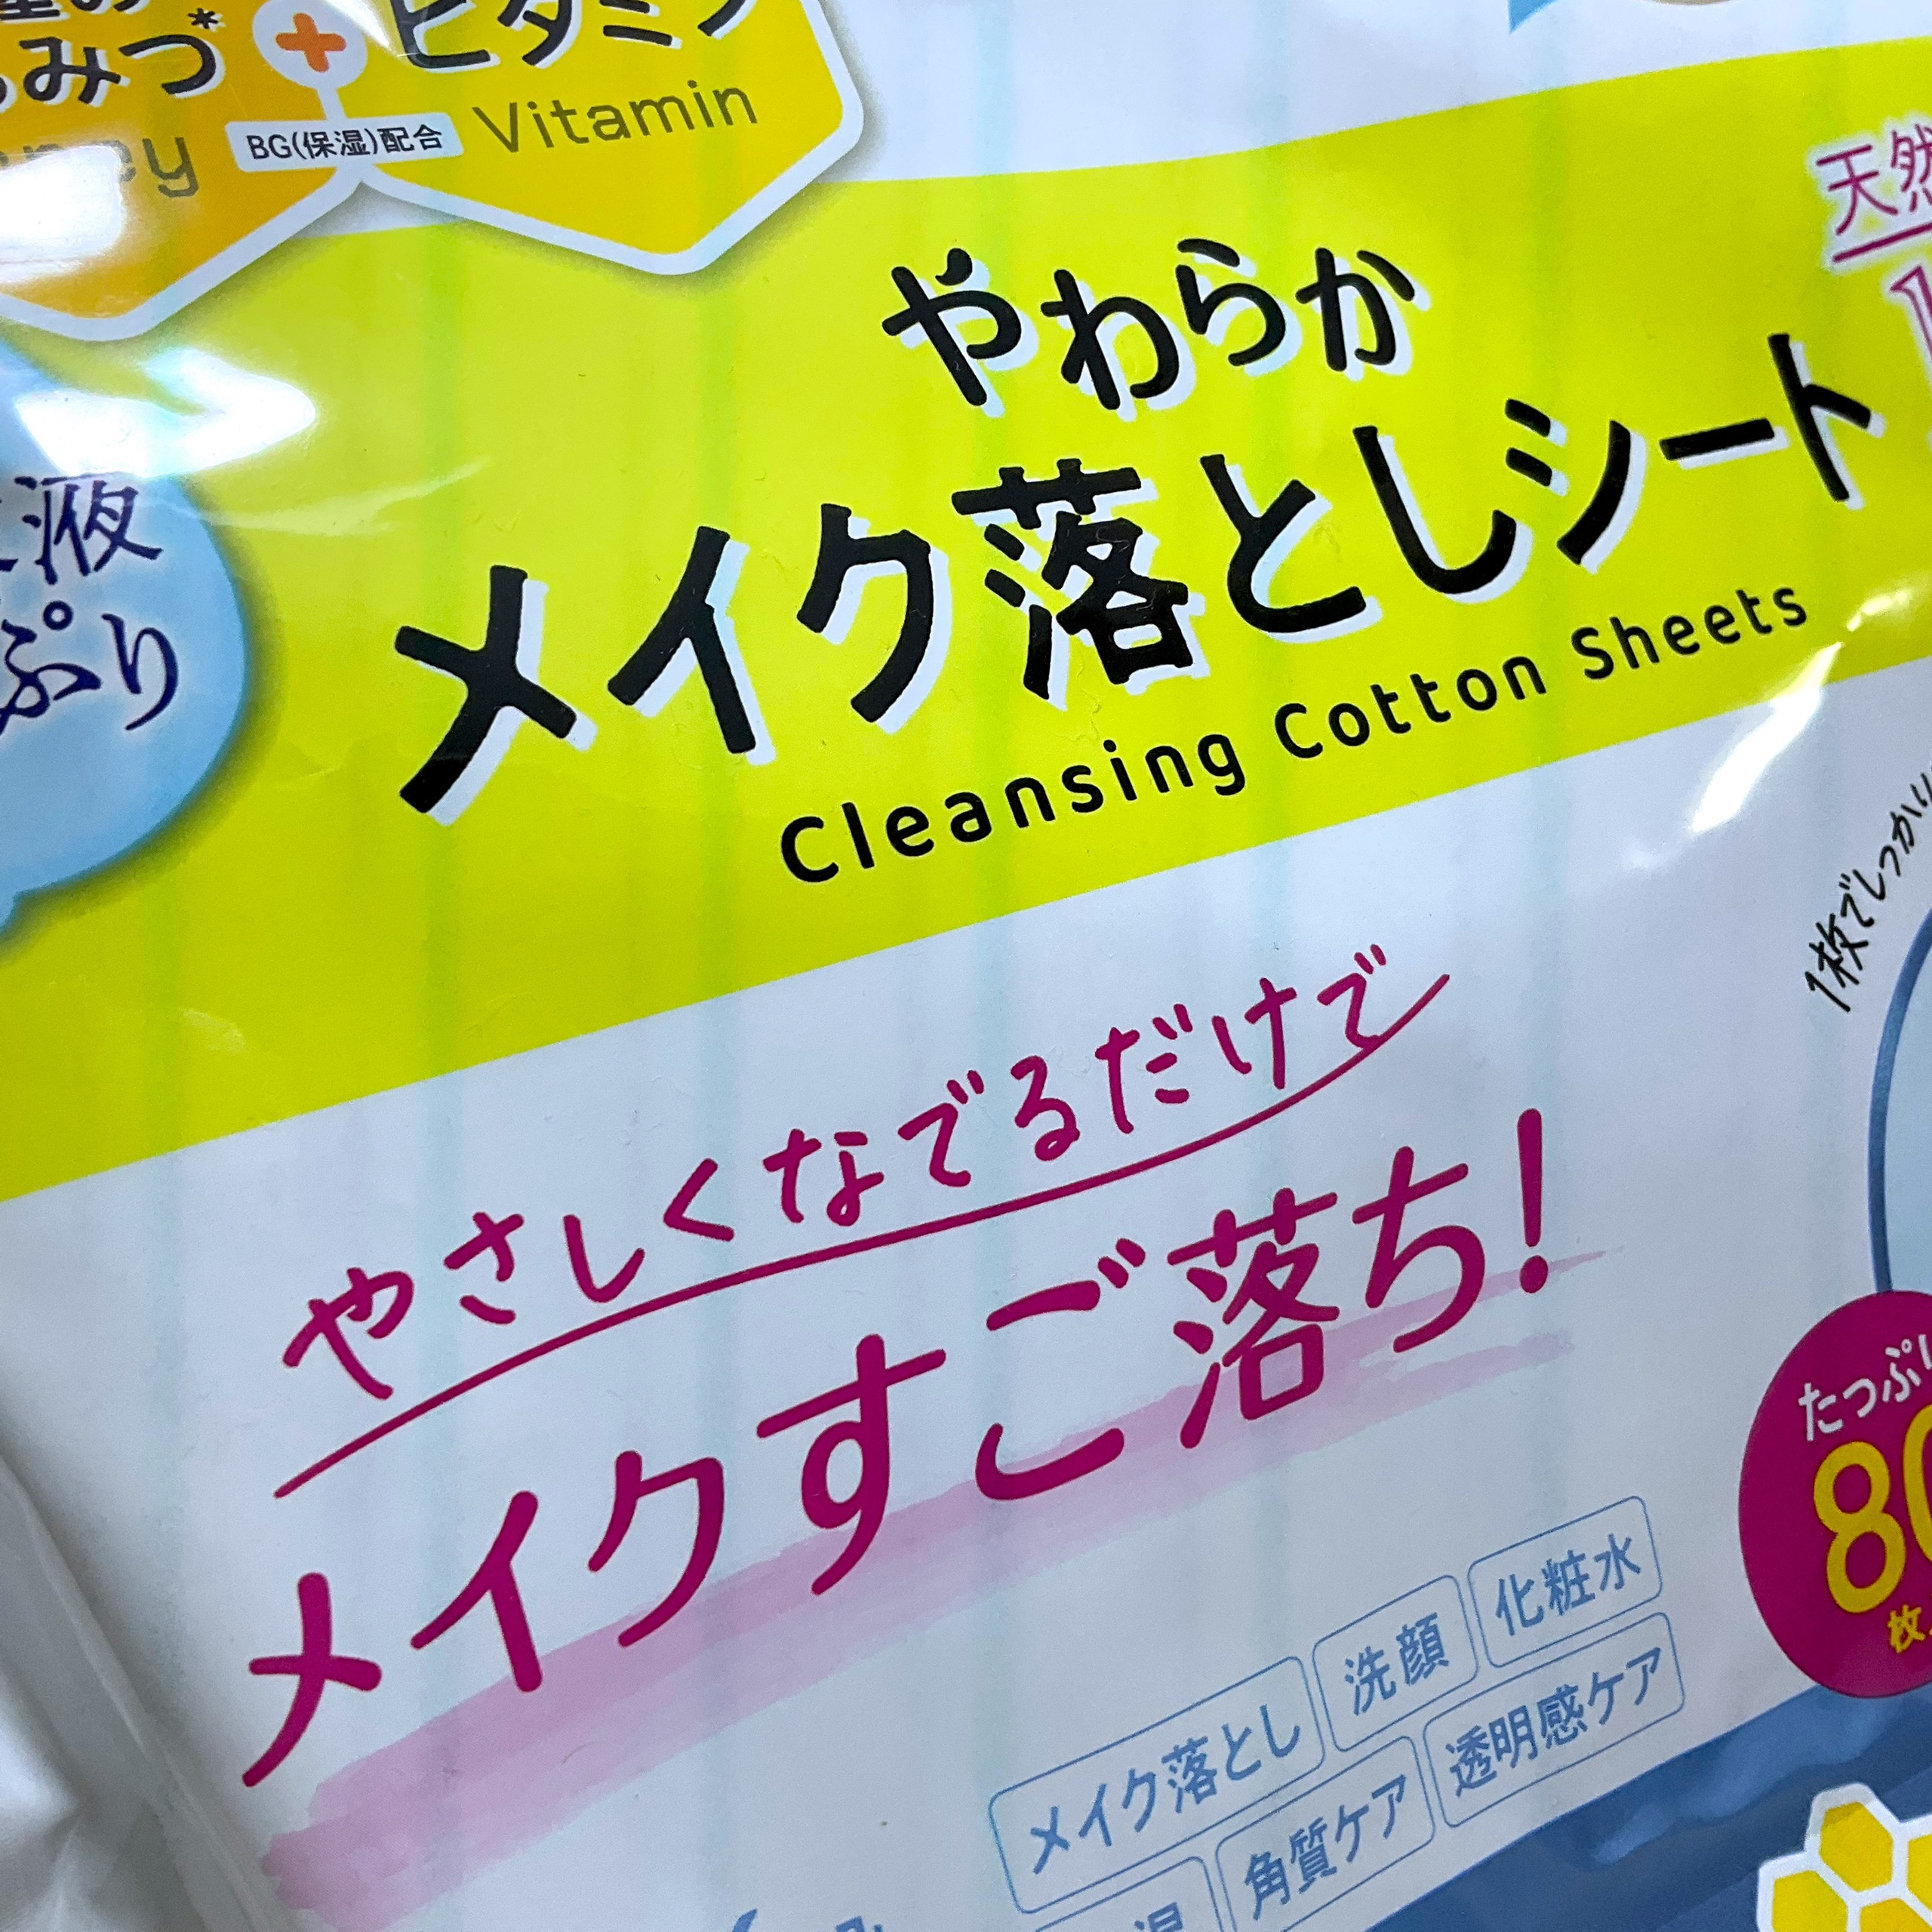 みつ*
ビタミン
BG(保湿)配合
Vitamin
天然
液
ぷり
やわらか
メイク落としシート
Cleansing Cotton Sheets
1枚でしっかり
やさしくなでるだけで
メイクすご落ち!
たっぷり
80
枚
メイク落とし
洗顔
化粧水
角質ケア
透明感ケア